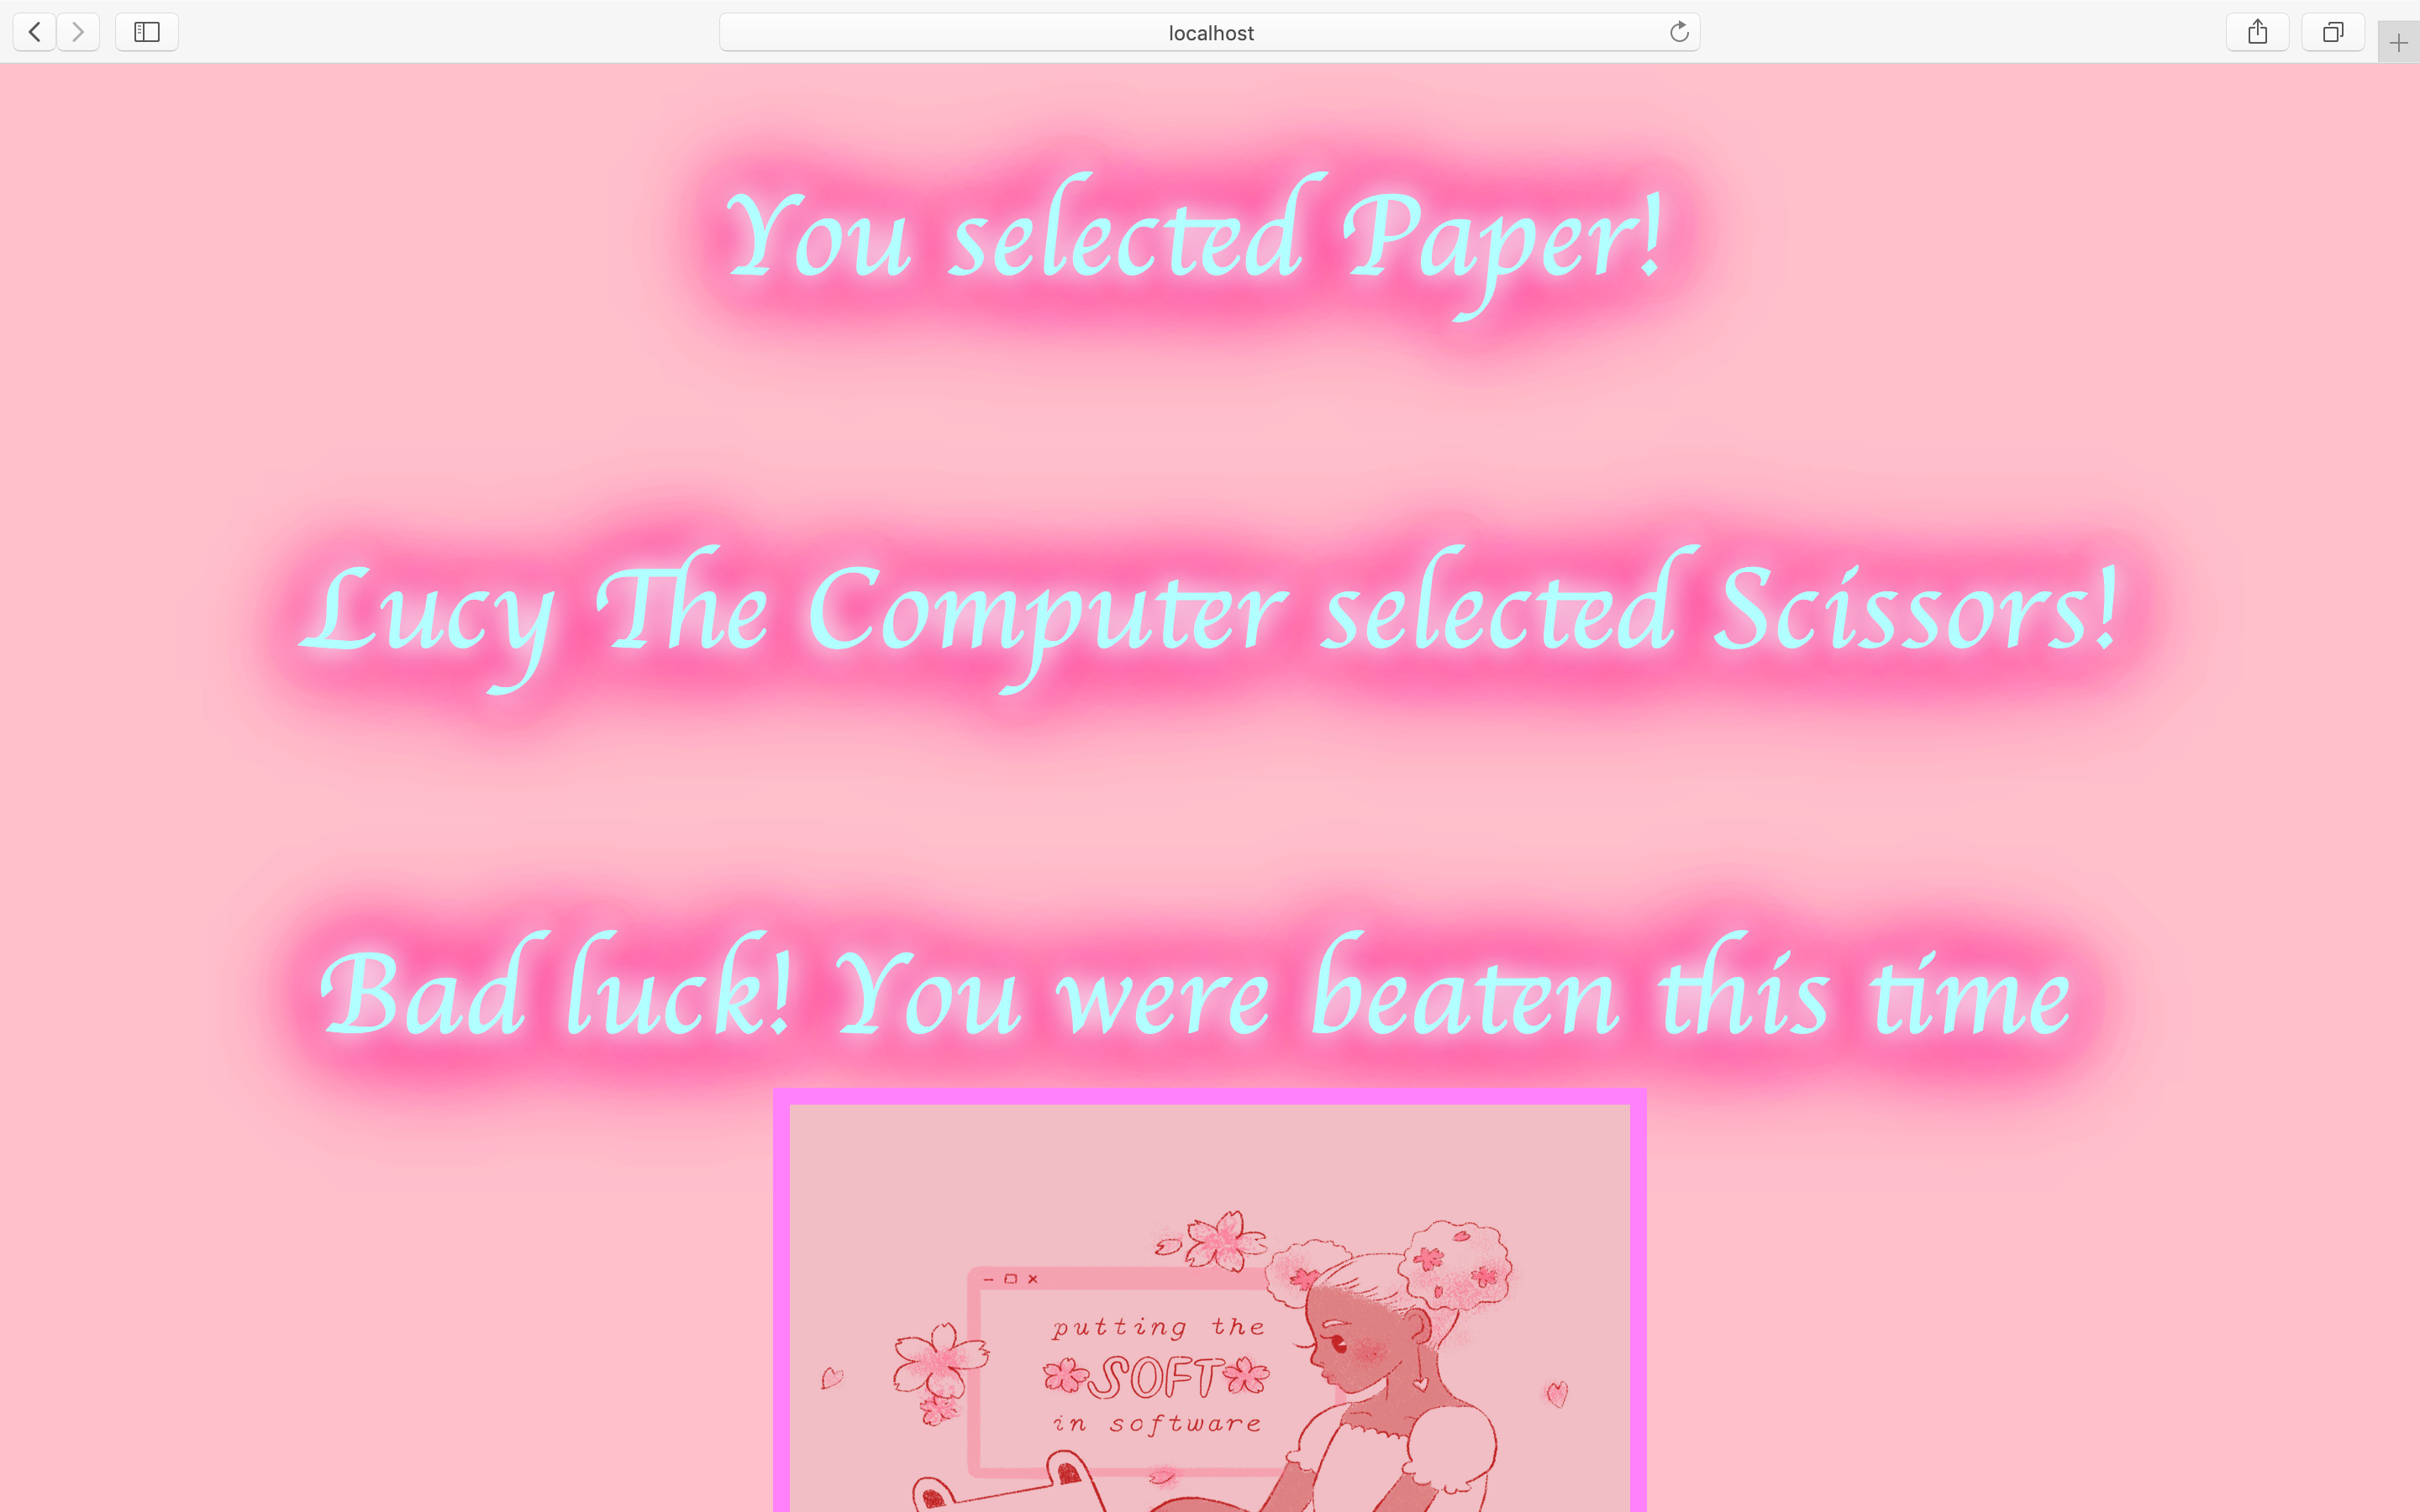 localhost
You selected Paper!
Lucy The Computer selected Scissors!
Bad luck! You were beaten this time
putting the
SOFT
in software